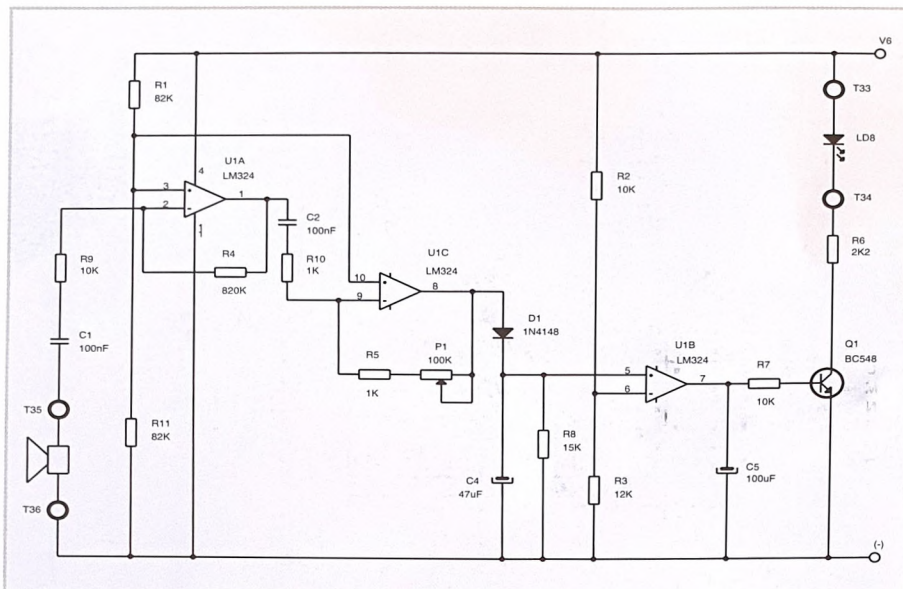 V6
R1
82K
T33
LD8
U1A
LM324
4
3
2
1
11
R2
10K
T34
C2
100nF
R4
820K
R9
10K
R10
1K
U1C
LM324
10
9
8
R6
2K2
D1
1N4148
C1
100nF
R5
1K
P1
100K
U1B
LM324
5
6
7
R7
10K
Q1
BC548
T35
R11
82K
R8
15K
C4
47uF
R3
12K
C5
100uF
T36
(-)